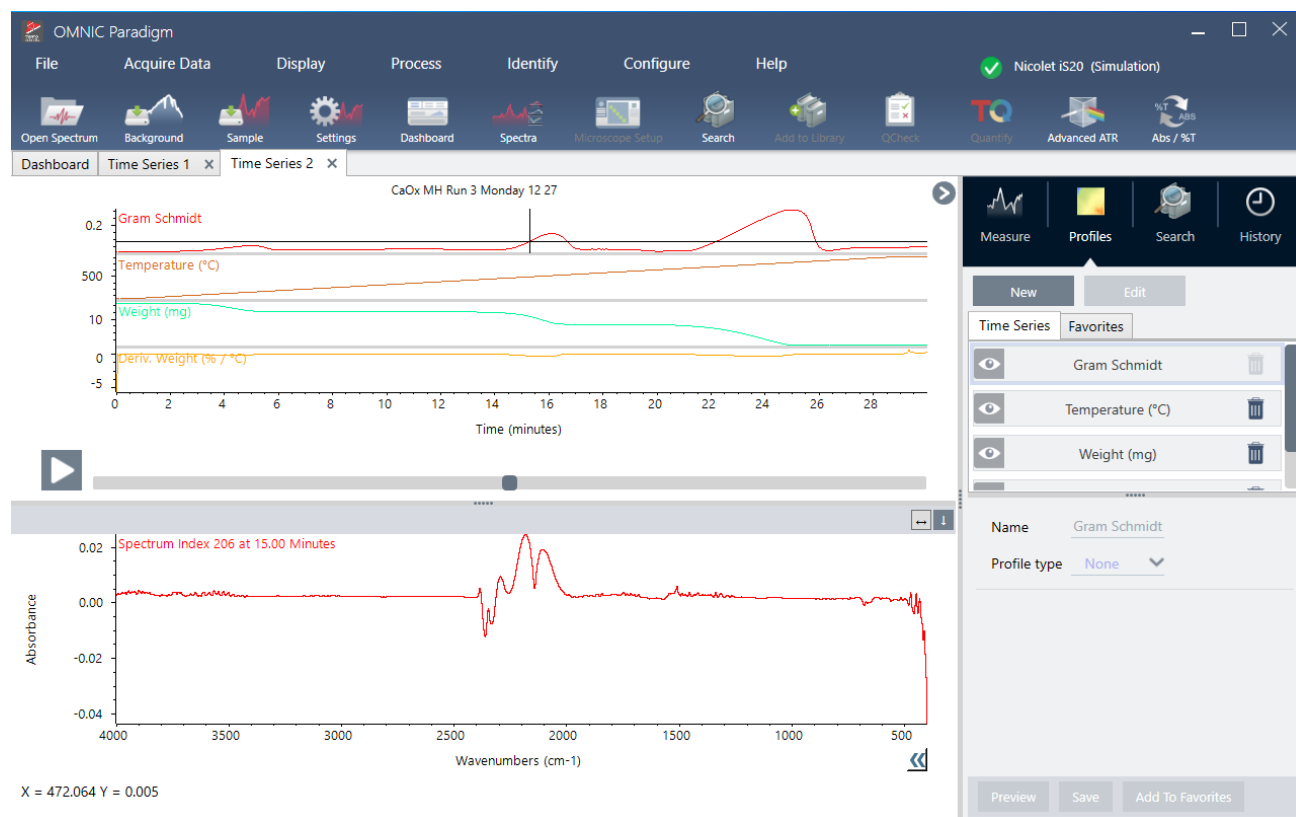 OMNIC Paradigm
File Acquire Data Display Process Identify Configure Help Nicolet iS20 (Simulation)
Open Spectrum Background Sample Settings Dashboard Spectra Microscope Setup Search Add to Library QCheck Quantify Advanced ATR Abs / %T
TQ %T ABS
Dashboard Time Series 1 x Time Series 2 x
CaOx MH Run 3 Monday 12 27
Measure Profiles Search History
0.2 Gram Schmidt
Temperature (°C)
500
Weight (mg)
10
0 Deriv. Weight (% / °C)
-5
0 2 4 6 8 10 12 14 16 18 20 22 24 26 28
Time (minutes)
New Edit
Time Series Favorites
Gram Schmidt
Temperature (°C)
Weight (mg)
0.02 Spectrum Index 206 at 15.00 Minutes
0.00
-0.02
-0.04
Absorbance
4000 3500 3000 2500 2000 1500 1000 500
Wavenumbers (cm-1)
X = 472.064 Y = 0.005
Name Gram Schmidt
Profile type None
Preview Save Add To Favorites